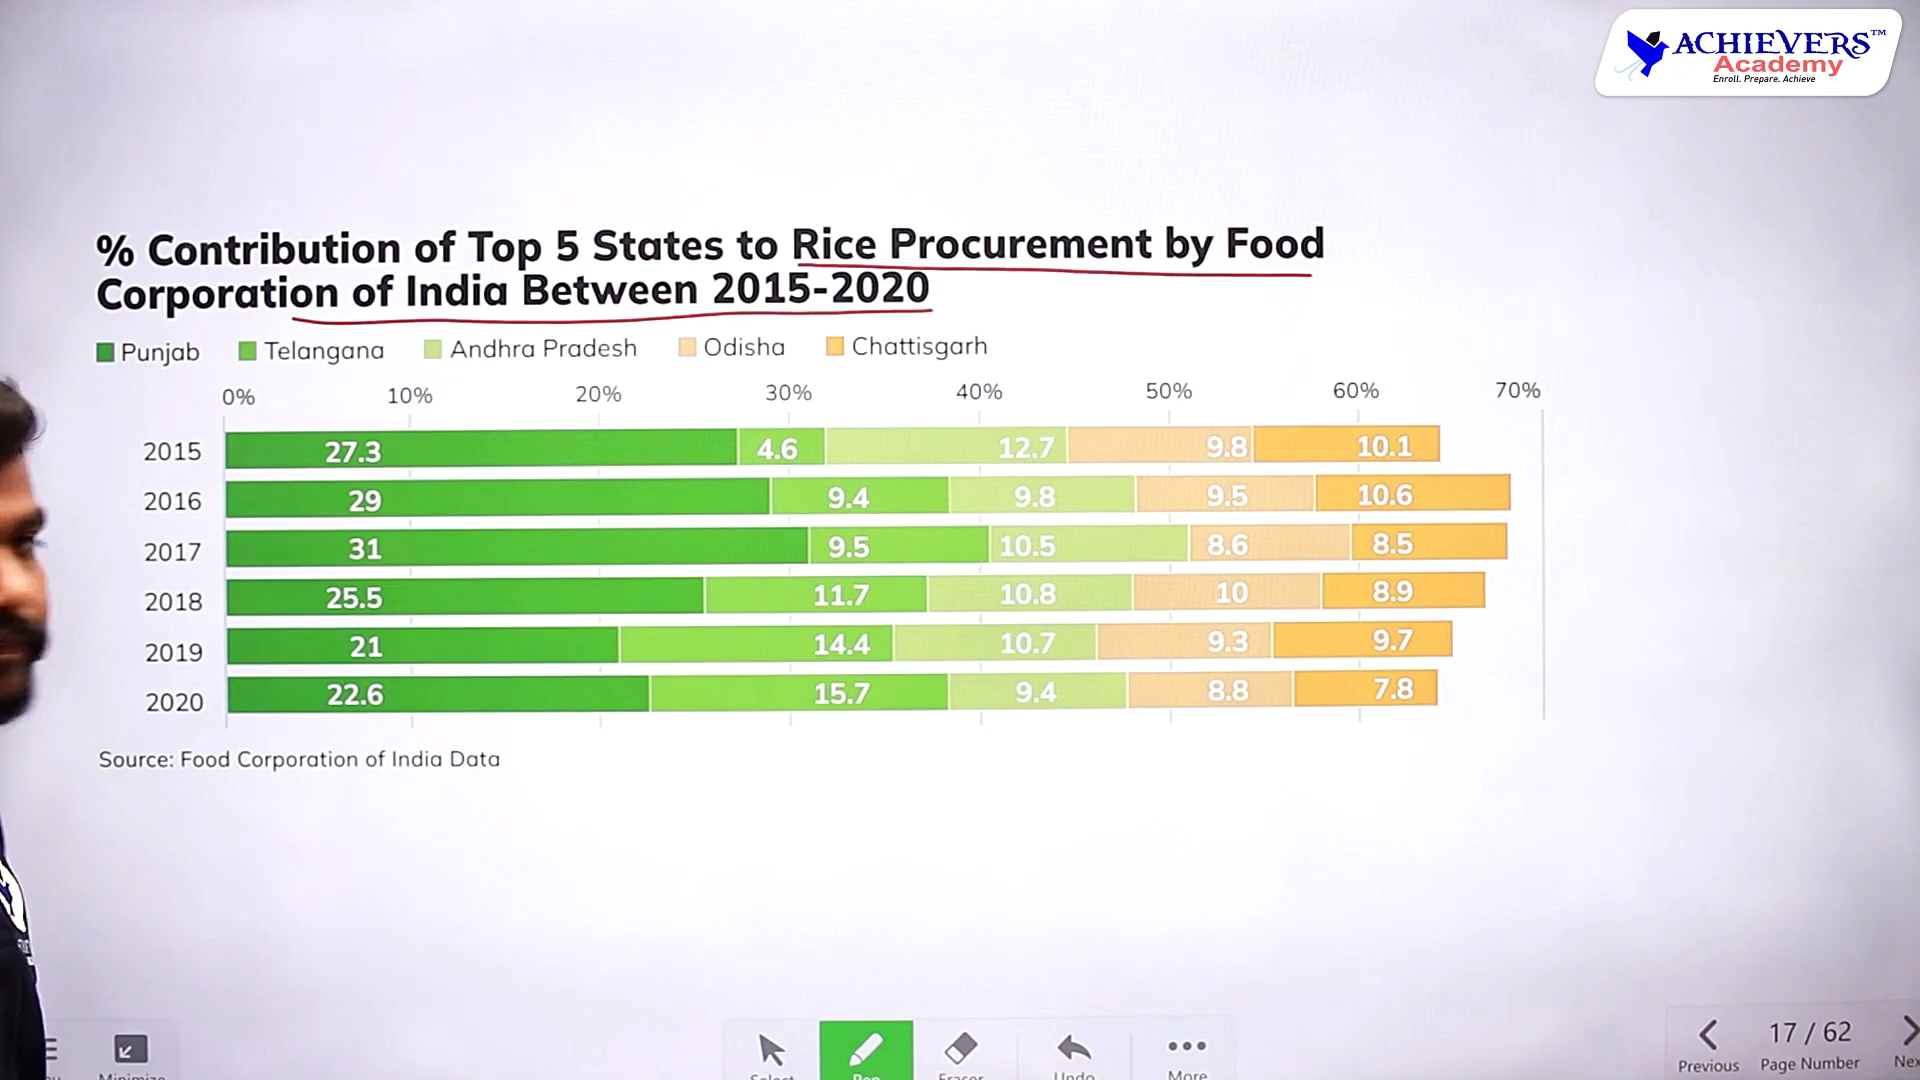 ACHIEVERS™
Academy
Enroll. Prepare. Achieve
% Contribution of Top 5 States to Rice Procurement by Food
Corporation of India Between 2015-2020
Punjab Telangana Andhra Pradesh Odisha Chattisgarh
0% 10% 20% 30% 40% 50% 60% 70%
2015 27.3 4.6 12.7 9.8 10.1
2016 29 9.4 9.8 9.5 10.6
2017 31 9.5 10.5 8.6 8.5
2018 25.5 11.7 10.8 10 8.9
2019 21 14.4 10.7 9.3 9.7
2020 22.6 15.7 9.4 8.8 7.8
Source: Food Corporation of India Data
17 / 62
Previous Page Number
Minimize Select Pen Eraser Undo More